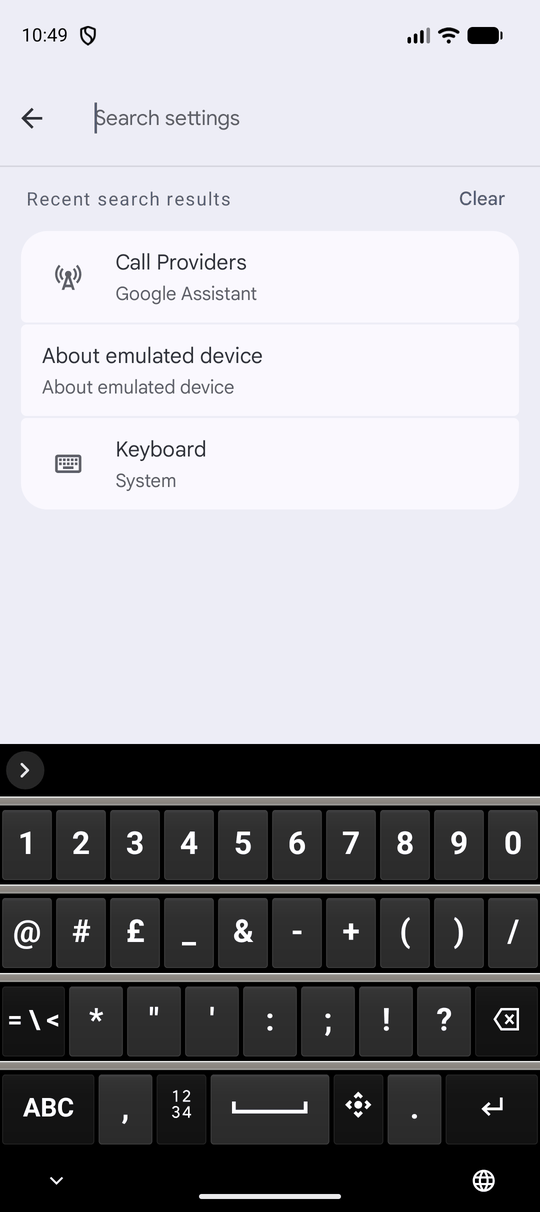 10:49
Search settings
Recent search results
Clear
Call Providers
Google Assistant
About emulated device
About emulated device
Keyboard
System
1 2 3 4 5 6 7 8 9 0
@ # £ _ & - + ( ) /
= \ < * " ' : ; ! ?
ABC , 12 34 .